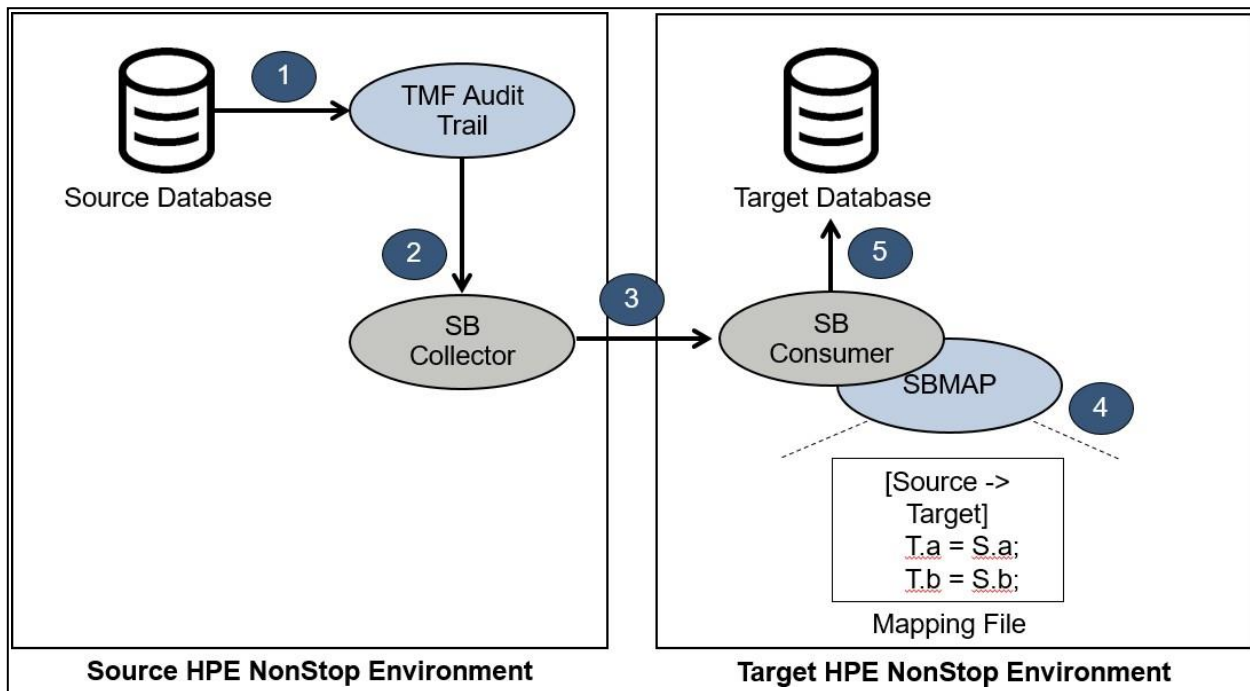 1
TMF Audit
Trail
Source Database
2
SB
Collector
3
Target Database
5
SB
Consumer
SBMAP
4
[Source ->
Target]
T.a = S.a;
T.b = S.b;
Mapping File
Source HPE NonStop Environment
Target HPE NonStop Environment